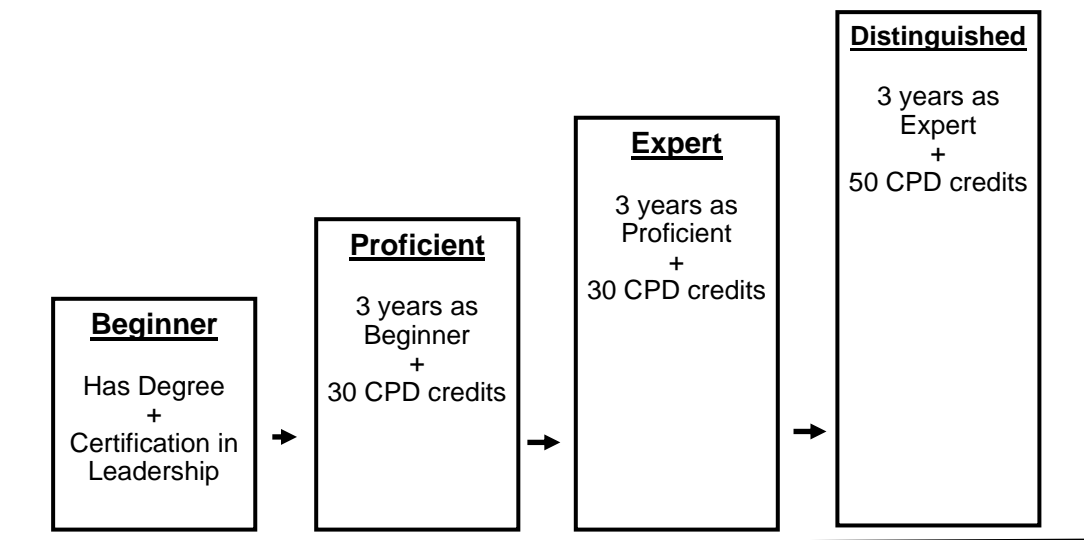 Beginner
Has Degree
+
Certification in
Leadership
Proficient
3 years as
Beginner
+
30 CPD credits
Expert
3 years as
Proficient
+
30 CPD credits
Distinguished
3 years as
Expert
+
50 CPD credits